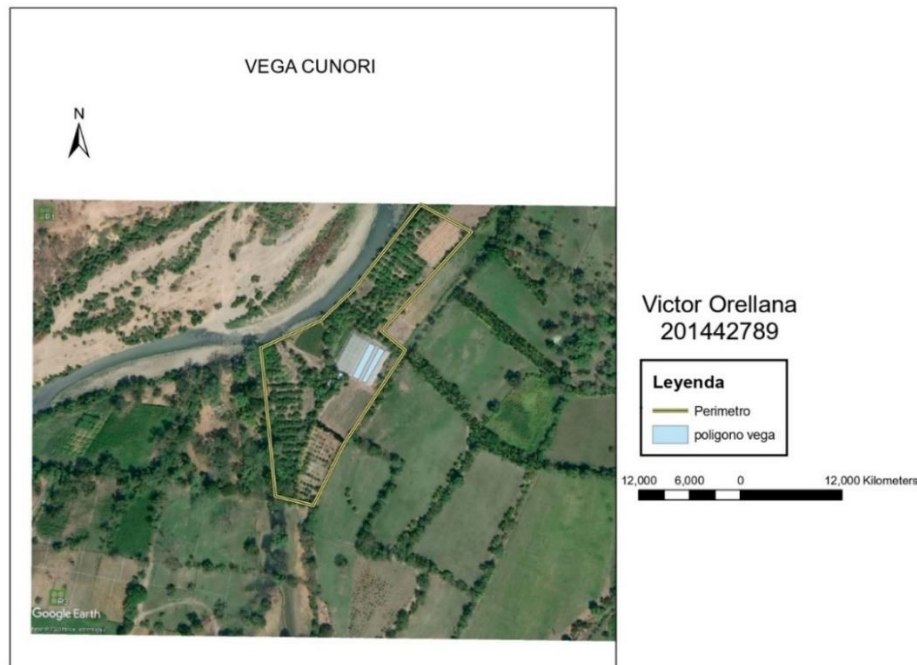 VEGA CUNORI
N
Victor Orellana
201442789
Leyenda
Perimetro
poligono vega
12,000 6,000 0 12,000 Kilometers
Google Earth